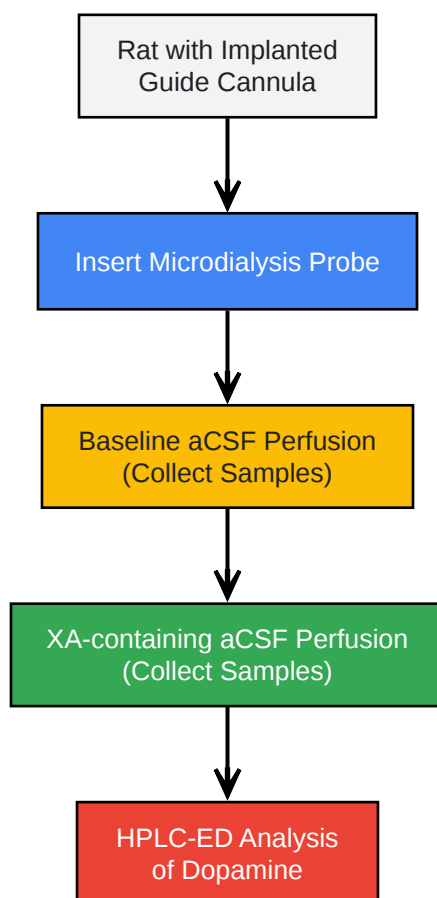 Rat with Implanted
Guide Cannula
Insert Microdialysis Probe
Baseline aCSF Perfusion
(Collect Samples)
XA-containing aCSF Perfusion
(Collect Samples)
HPLC-ED Analysis
of Dopamine